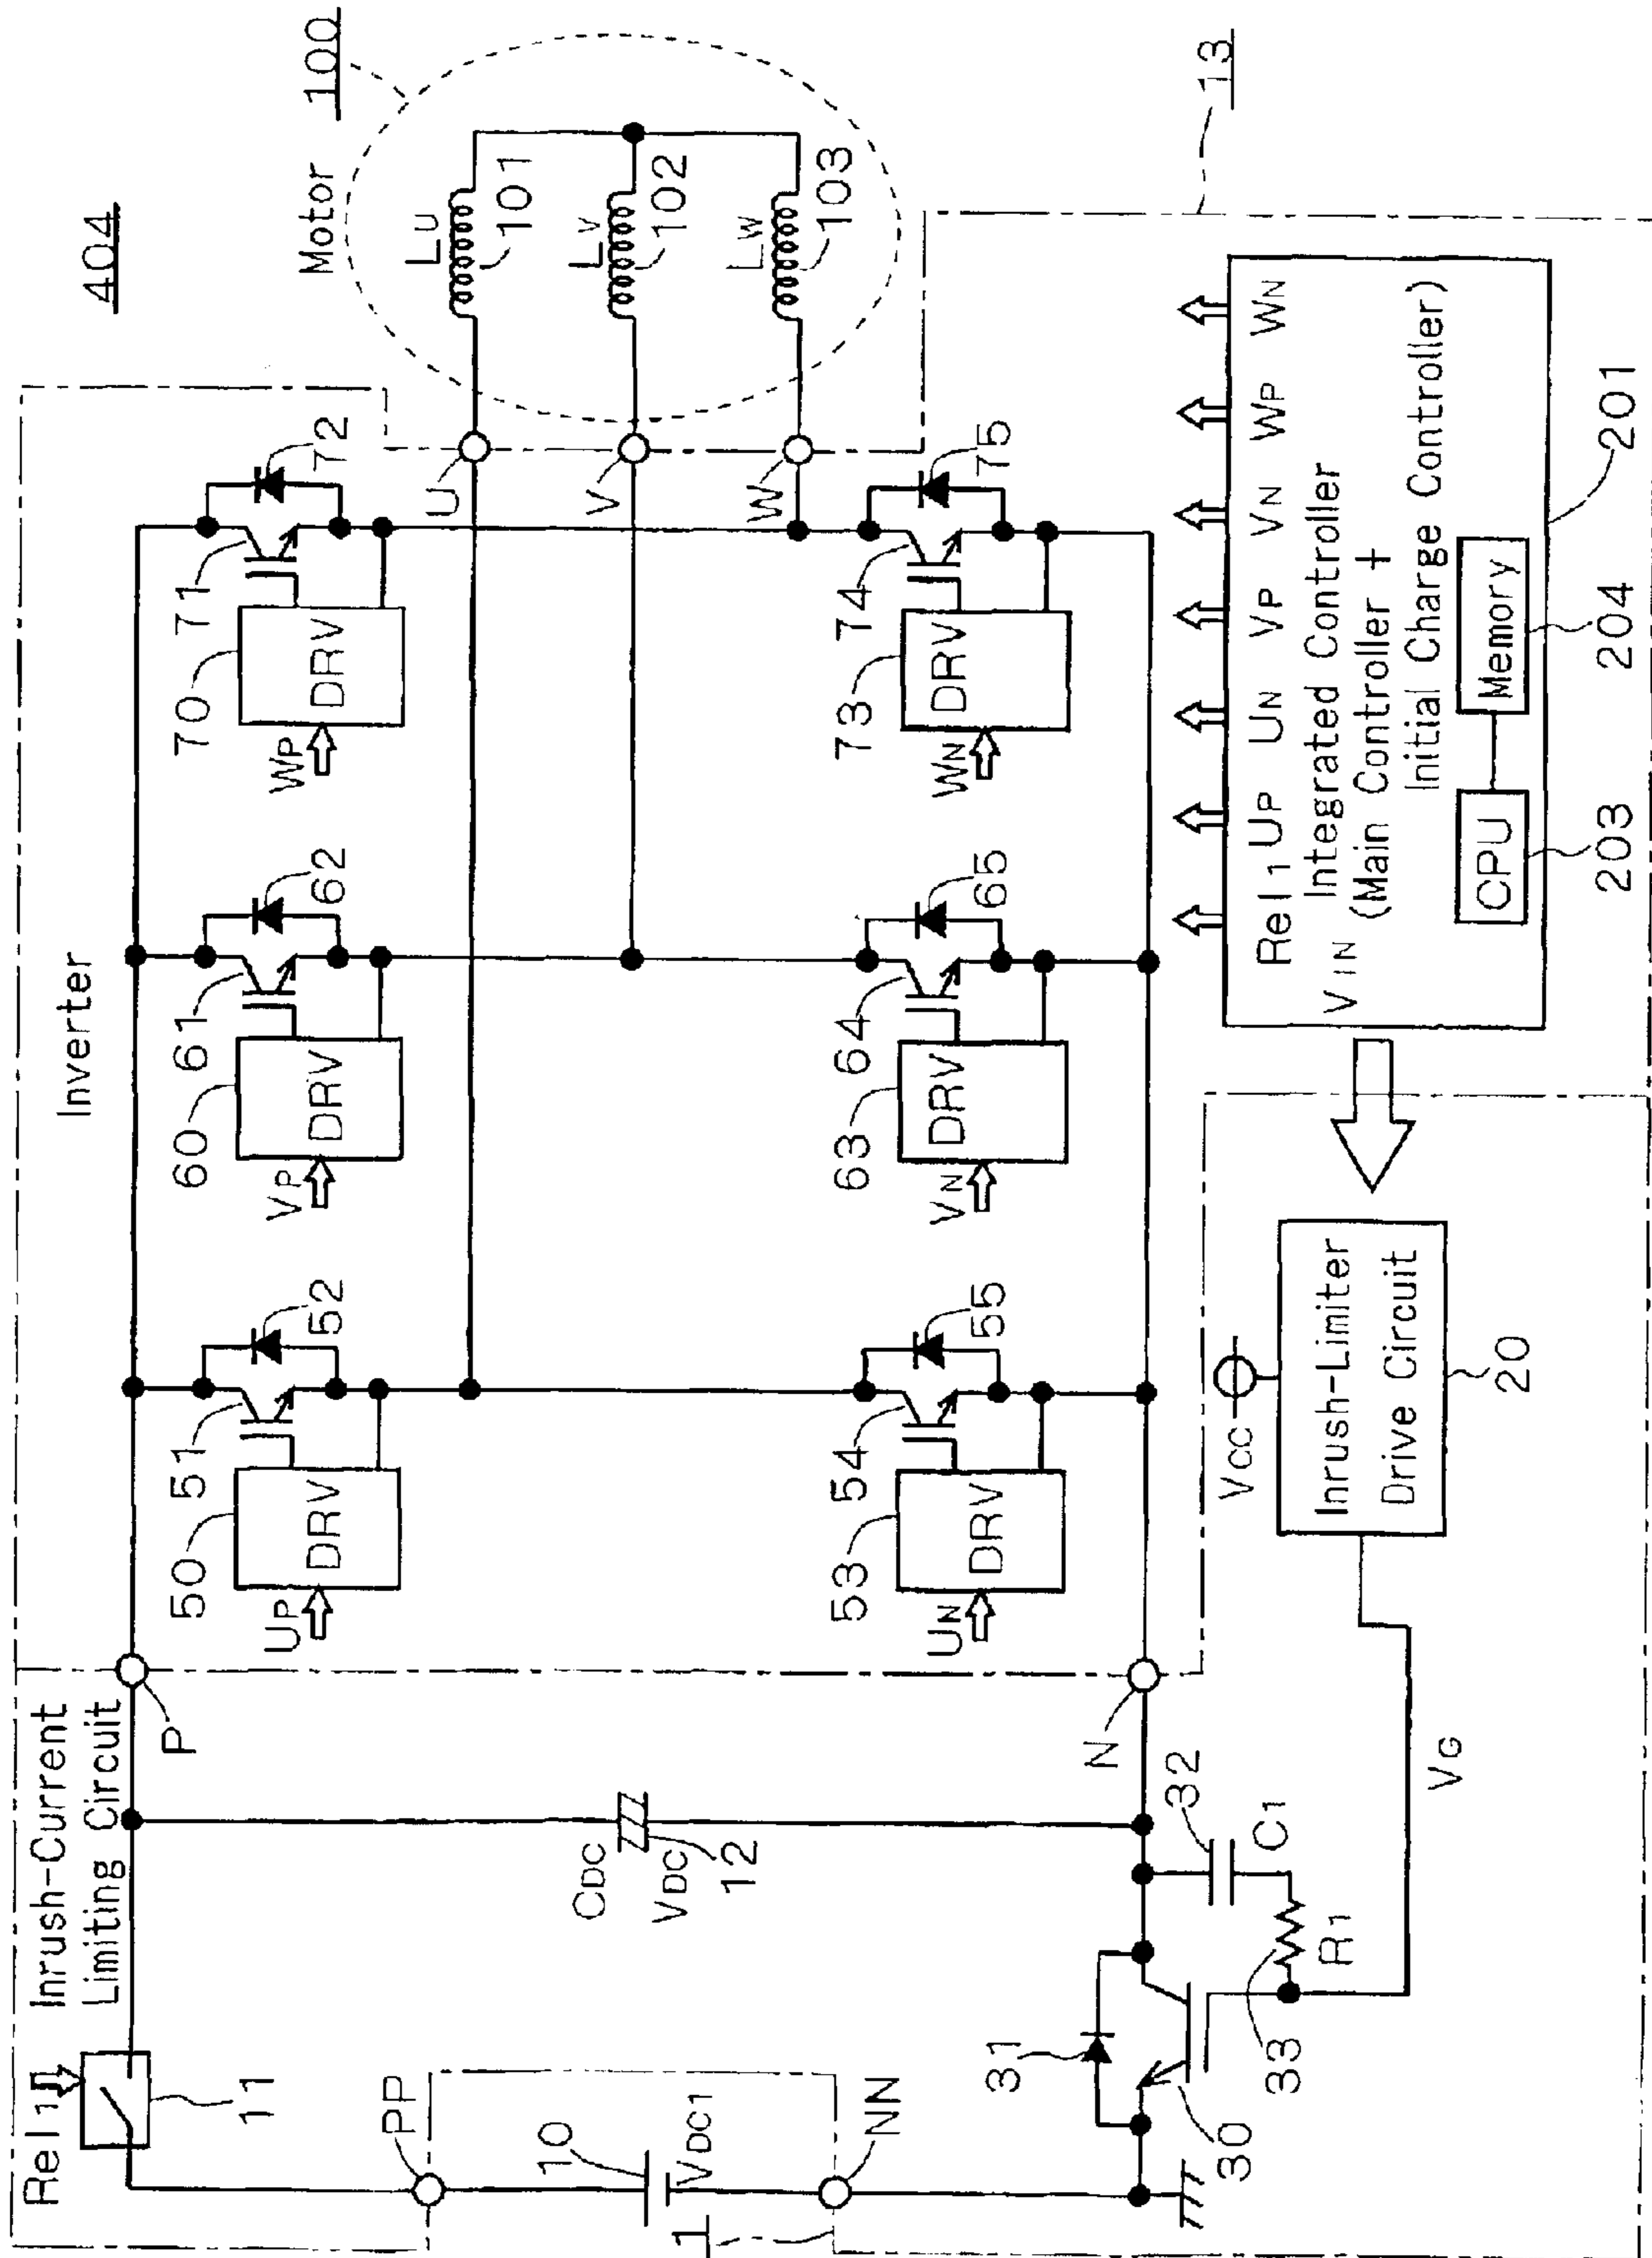 404
Inrush-Current
Limiting Circuit
Inverter
Motor
100
Rel1
11
P
50
51
52
UP
DRV
60
61
62
VP
DRV
70
71
72
WP
DRV
U
LU
101
V
LV
102
W
LW
103
PP
10
VDC1
1
NN
CDC
VDC
12
N
53
54
55
UN
DRV
63
64
65
VN
DRV
73
74
75
WN
DRV
13
31
30
32
C1
R1
33
VG
VCC
Inrush-Limiter
Drive Circuit
20
Rel1 UP UN VP VN WP WN
VIN
Integrated Controller
(Main Controller +
Initial Charge Controller)
CPU
Memory
203
204
201